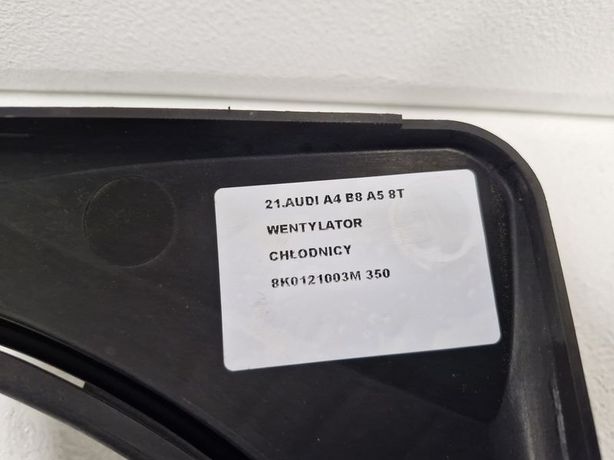 21.AUDI A4 B8 A5 8T
WENTYLATOR
CHŁODNICY
8K0121003M 350